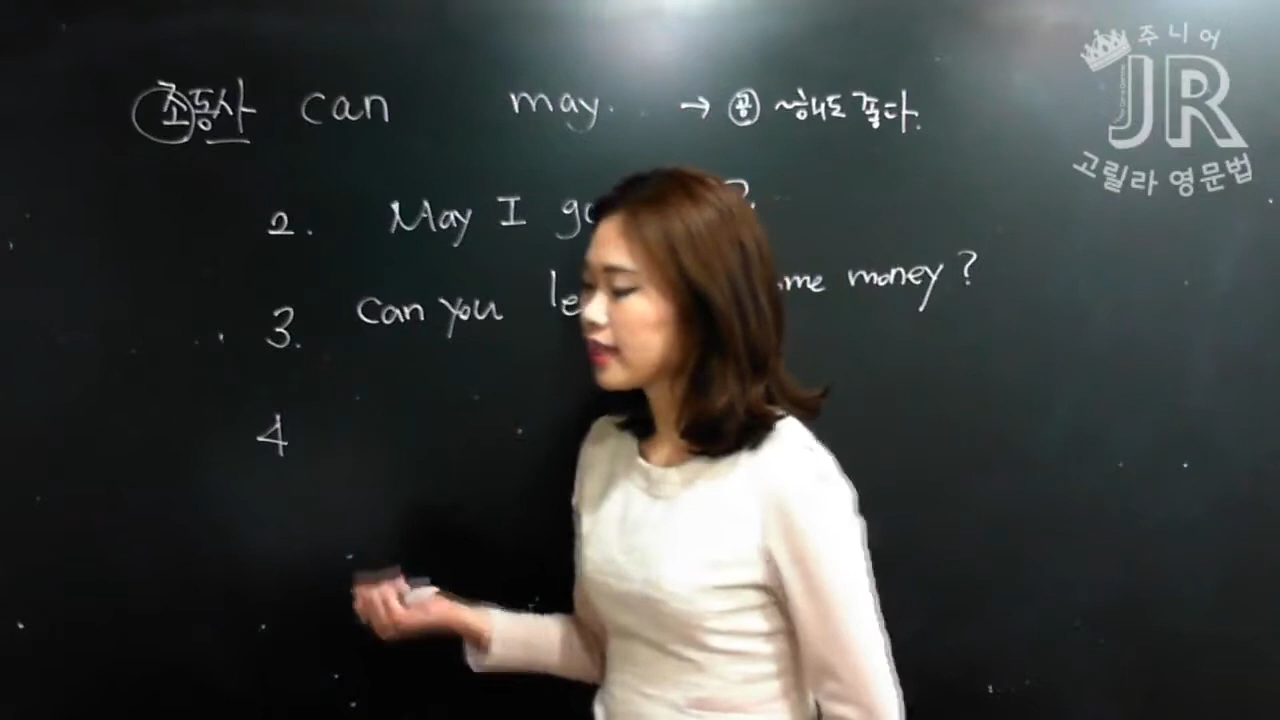 조동사 can may. → 공 ~해도 좋다.
2. May I go ?
3. Can you le me money?
4
주니어
JR
고릴라 영문법